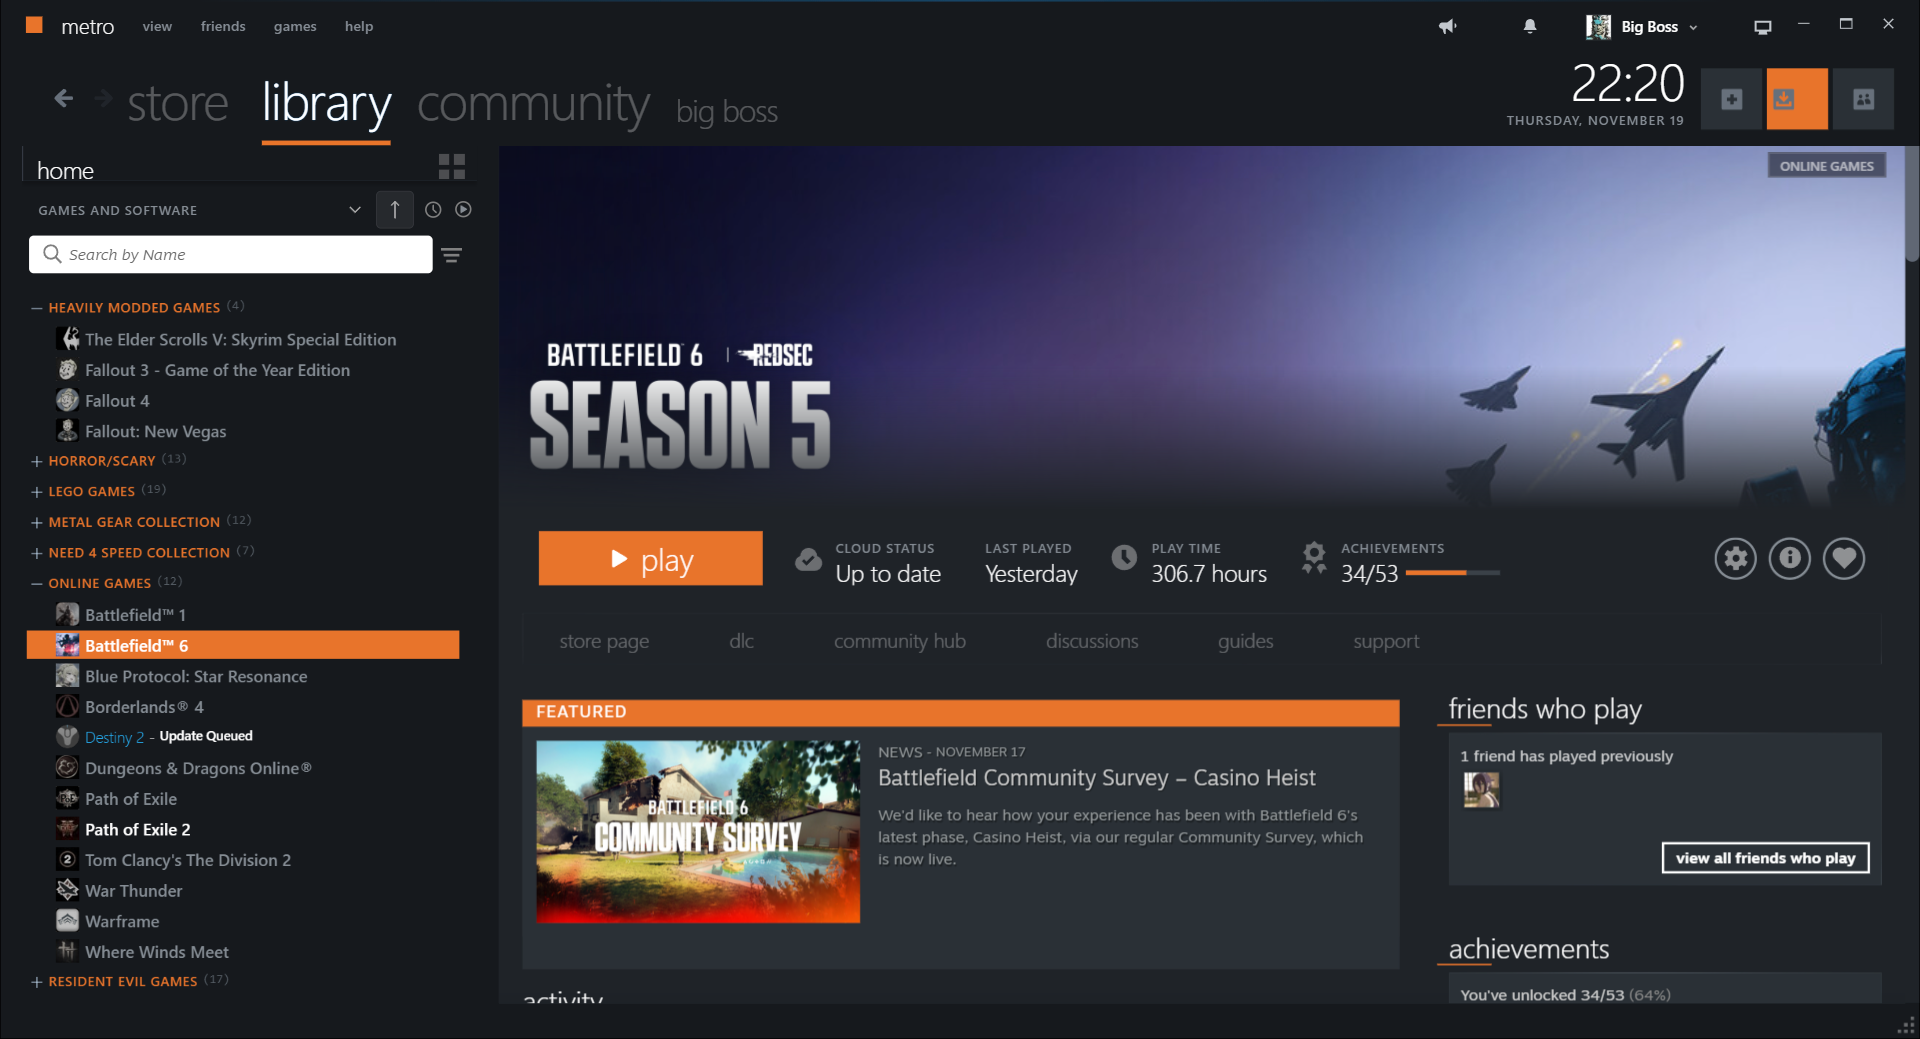 metro view friends games help
Big Boss
store library community big boss
22:20
THURSDAY, NOVEMBER 19
home
GAMES AND SOFTWARE
Search by Name
HEAVILY MODDED GAMES (4)
The Elder Scrolls V: Skyrim Special Edition
Fallout 3 - Game of the Year Edition
Fallout 4
Fallout: New Vegas
HORROR/SCARY (13)
LEGO GAMES (19)
METAL GEAR COLLECTION (12)
NEED 4 SPEED COLLECTION (7)
ONLINE GAMES (12)
Battlefield™ 1
Battlefield™ 6
Blue Protocol: Star Resonance
Borderlands® 4
Destiny 2 - Update Queued
Dungeons & Dragons Online®
Path of Exile
Path of Exile 2
Tom Clancy's The Division 2
War Thunder
Warframe
Where Winds Meet
RESIDENT EVIL GAMES (17)
ONLINE GAMES
BATTLEFIELD 6 | REDSEC
SEASON 5
play
CLOUD STATUS
Up to date
LAST PLAYED
Yesterday
PLAY TIME
306.7 hours
ACHIEVEMENTS
34/53
store page dlc community hub discussions guides support
FEATURED
BATTLEFIELD 6
COMMUNITY SURVEY
NEWS - NOVEMBER 17
Battlefield Community Survey – Casino Heist
We'd like to hear how your experience has been with Battlefield 6's
latest phase, Casino Heist, via our regular Community Survey, which
is now live.
activity
friends who play
1 friend has played previously
view all friends who play
achievements
You've unlocked 34/53 (64%)